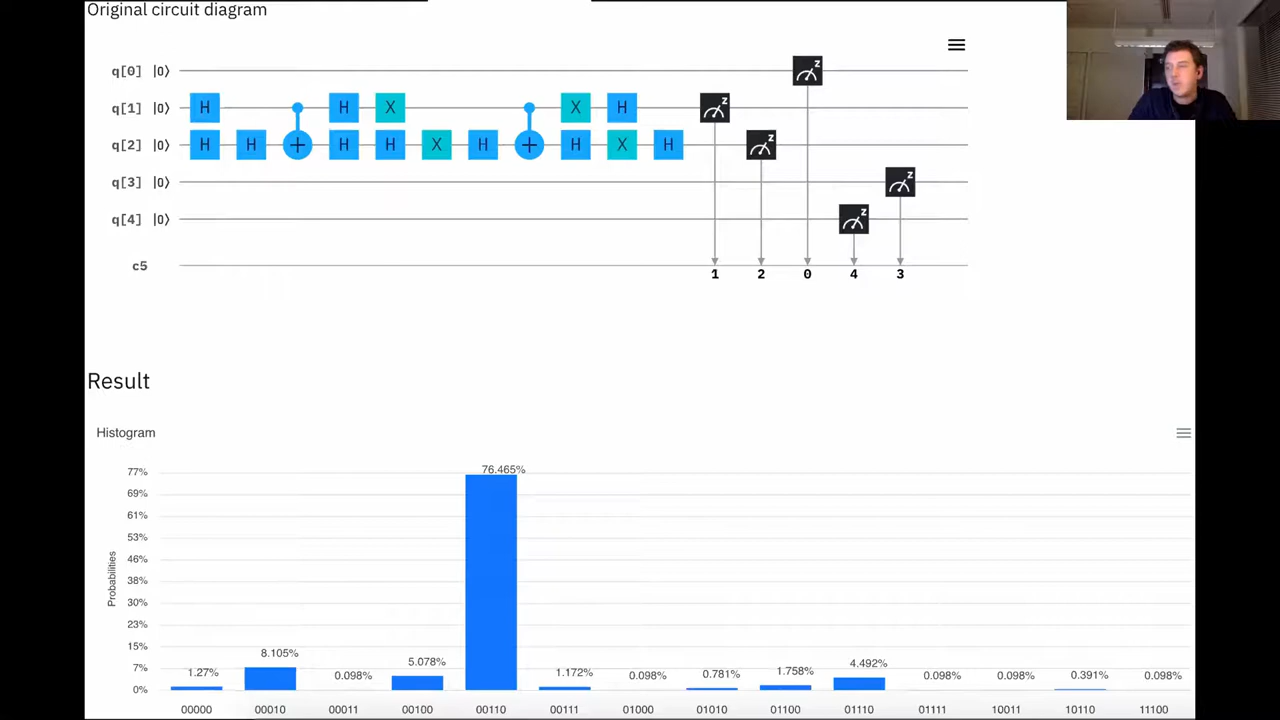 Original circuit diagram
q[0] |0⟩ z
q[1] |0⟩ H H X X H z
q[2] |0⟩ H H H H X H H X H z
q[3] |0⟩ z
q[4] |0⟩ z
c5
1 2 0 4 3
Result
Histogram
Probabilities
77%
69%
61%
53%
46%
38%
30%
23%
15%
7%
0%
1.27% 8.105% 0.098% 5.078% 76.465% 1.172% 0.098% 0.781% 1.758% 4.492% 0.098% 0.098% 0.391% 0.098%
00000 00010 00011 00100 00110 00111 01000 01010 01100 01110 01111 10011 10110 11100